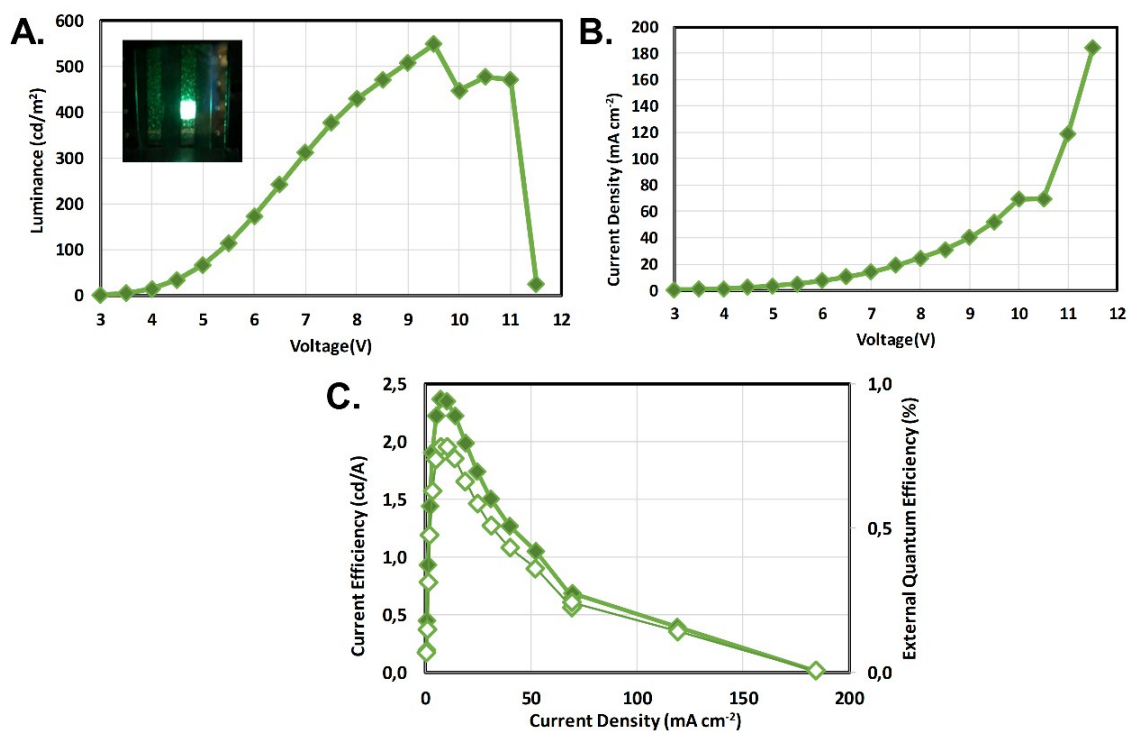 A.
Luminance (cd/m²)
600
500
400
300
200
100
0
3 4 5 6 7 8 9 10 11 12
Voltage(V)
B.
Current Density (mA cm⁻²)
200
180
160
140
120
100
80
60
40
20
0
3 4 5 6 7 8 9 10 11 12
Voltage(V)
C.
Current Efficiency (cd/A)
2,5
2,0
1,5
1,0
0,5
0,0
0 50 100 150 200
Current Density (mA cm⁻²)
1,0
0,5
0,0
External Quantum Efficiency (%)